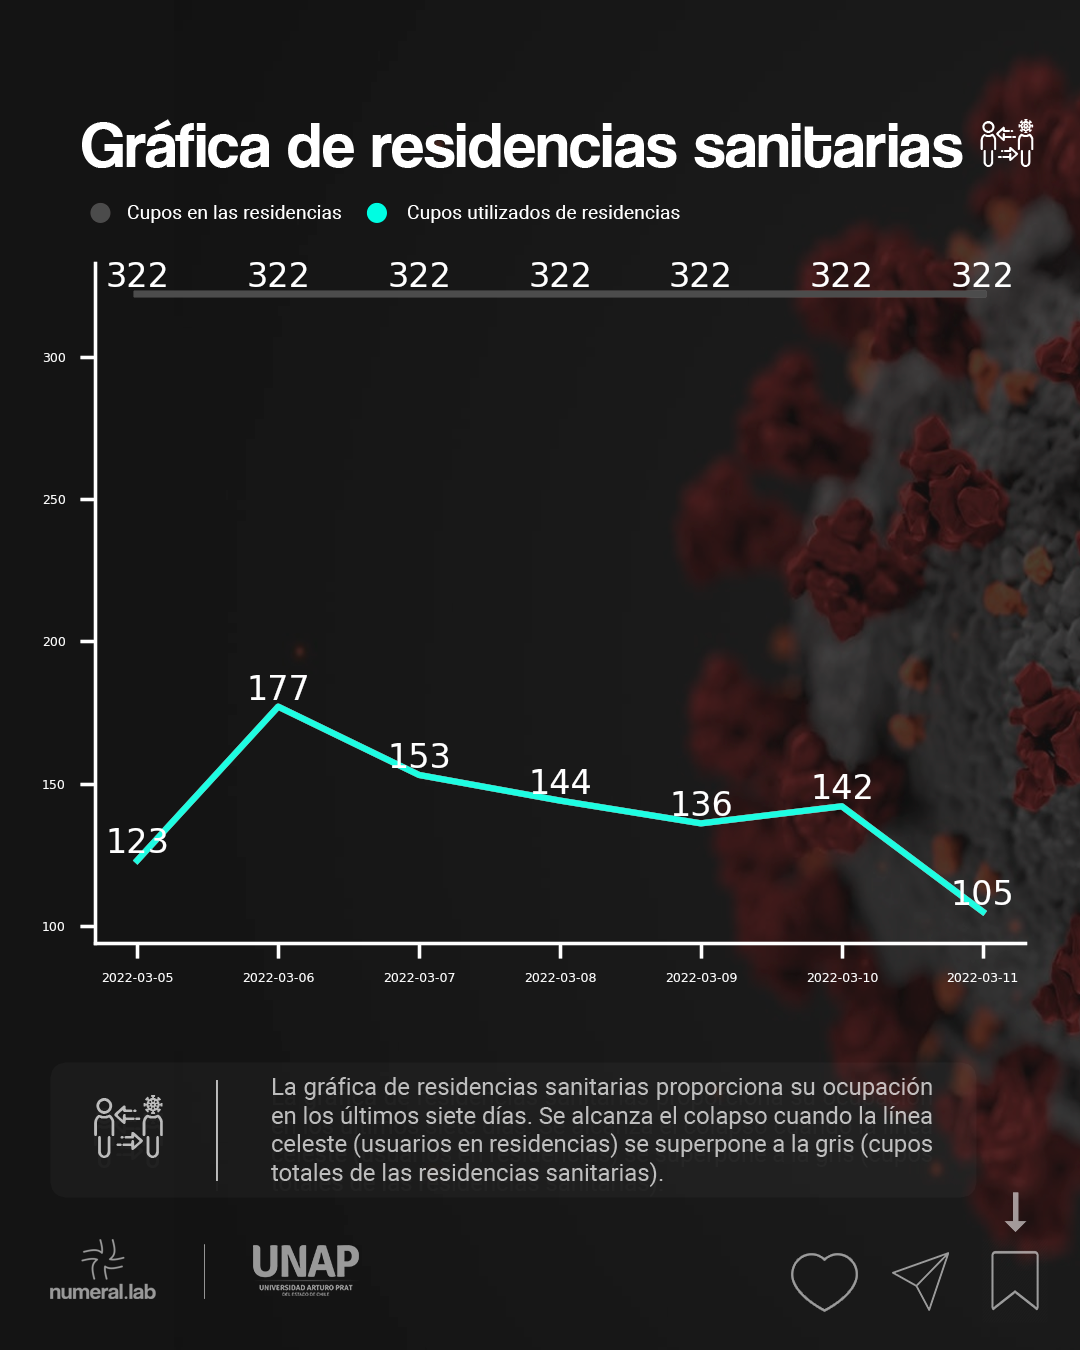 Gráfica de residencias sanitarias
Cupos en las residencias Cupos utilizados de residencias
322 322 322 322 322 322 322
300
250
200
177
153
150
144
142
136
123
105
100
2022-03-05 2022-03-06 2022-03-07 2022-03-08 2022-03-09 2022-03-10 2022-03-11
La gráfica de residencias sanitarias proporciona su ocupación
en los últimos siete días. Se alcanza el colapso cuando la línea
celeste (usuarios en residencias) se superpone a la gris (cupos
totales de las residencias sanitarias).
numeral.lab
UNAP
UNIVERSIDAD ARTURO PRAT
DEL ESTADO DE CHILE